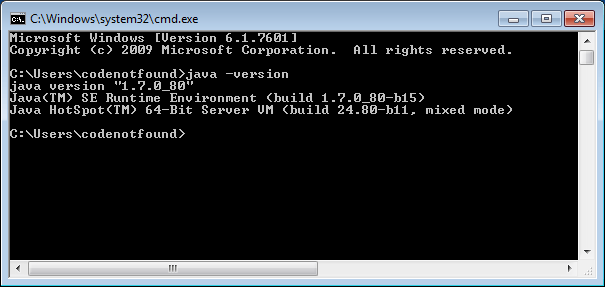 C:\Windows\system32\cmd.exe
Microsoft Windows [Version 6.1.7601]
Copyright (c) 2009 Microsoft Corporation.  All rights reserved.
C:\Users\codenotfound>java -version
java version "1.7.0_80"
Java(TM) SE Runtime Environment (build 1.7.0_80-b15)
Java HotSpot(TM) 64-Bit Server VM (build 24.80-b11, mixed mode)
C:\Users\codenotfound>